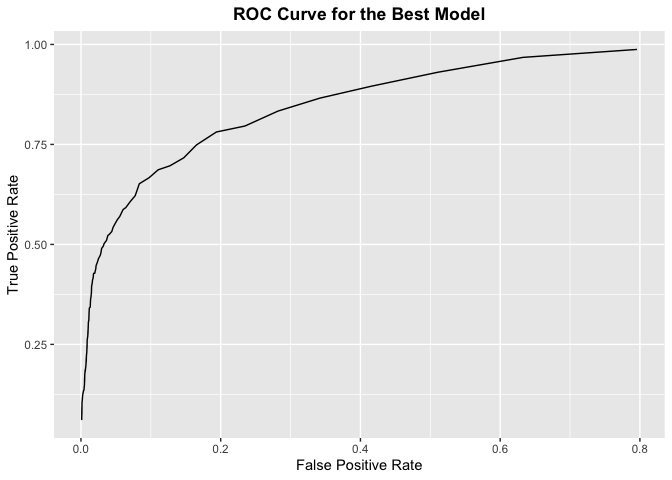 ROC Curve for the Best Model
1.00
0.75
0.50
0.25
True Positive Rate
0.0 0.2 0.4 0.6 0.8
False Positive Rate